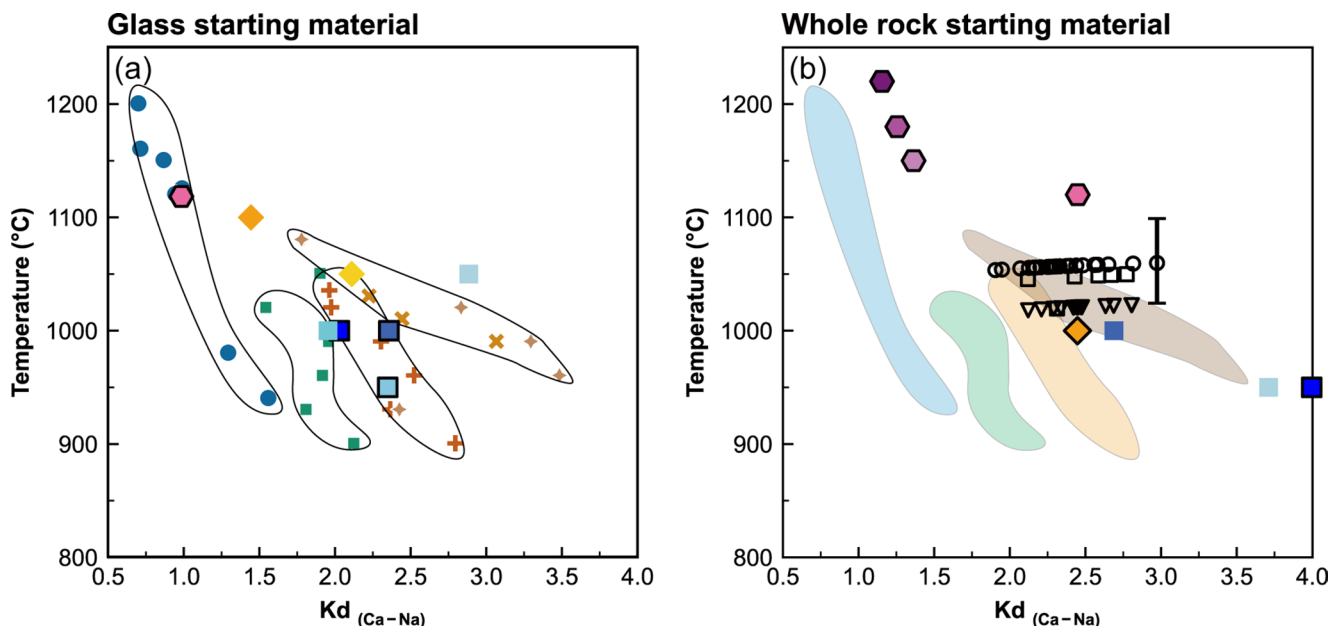 Glass starting material
(a)
Temperature (°C)
1200
1100
1000
900
800
0.5 1.0 1.5 2.0 2.5 3.0 3.5 4.0
Kd (Ca – Na)
Whole rock starting material
(b)
Temperature (°C)
1200
1100
1000
900
800
0.5 1.0 1.5 2.0 2.5 3.0 3.5 4.0
Kd (Ca – Na)